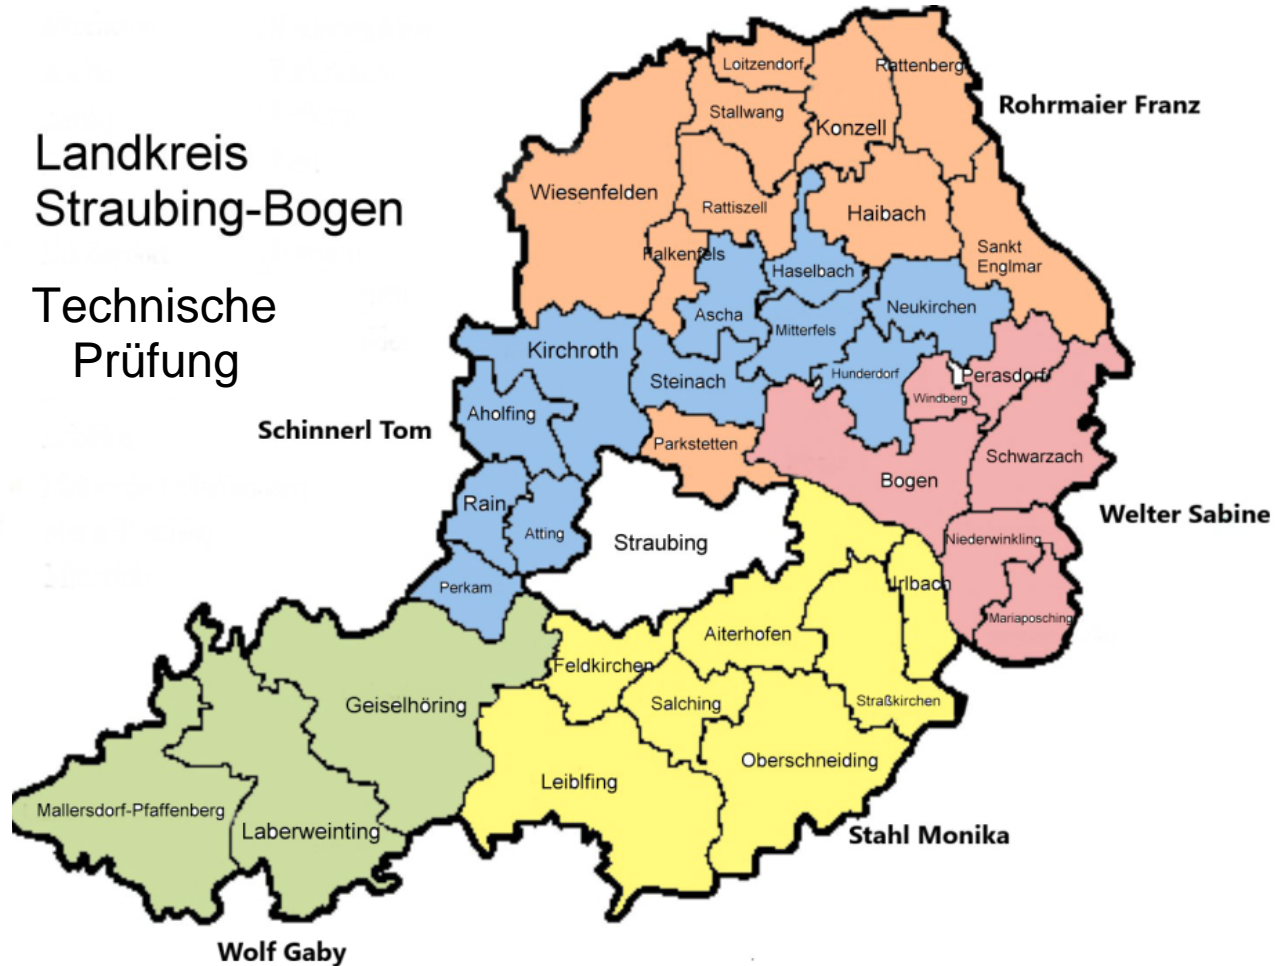 Landkreis
Straubing-Bogen
Technische
Prüfung
Loitzendorf
Rattenberg
Rohrmaier Franz
Stallwang
Konzell
Wiesenfelden
Rattiszell
Haibach
Falkenfels
Sankt
Englmar
Haselbach
Ascha
Neukirchen
Mitterfels
Kirchroth
Steinach
Hunderdorf
Perasdorf
Windberg
Aholfing
Schinnerl Tom
Parkstetten
Schwarzach
Bogen
Rain
Atting
Straubing
Welter Sabine
Niederwinkling
Perkam
Irlbach
Mariaposching
Aiterhofen
Feldkirchen
Geiselhöring
Salching
Straßkirchen
Oberschneiding
Leiblfing
Mallersdorf-Pfaffenberg
Laberweinting
Stahl Monika
Wolf Gaby